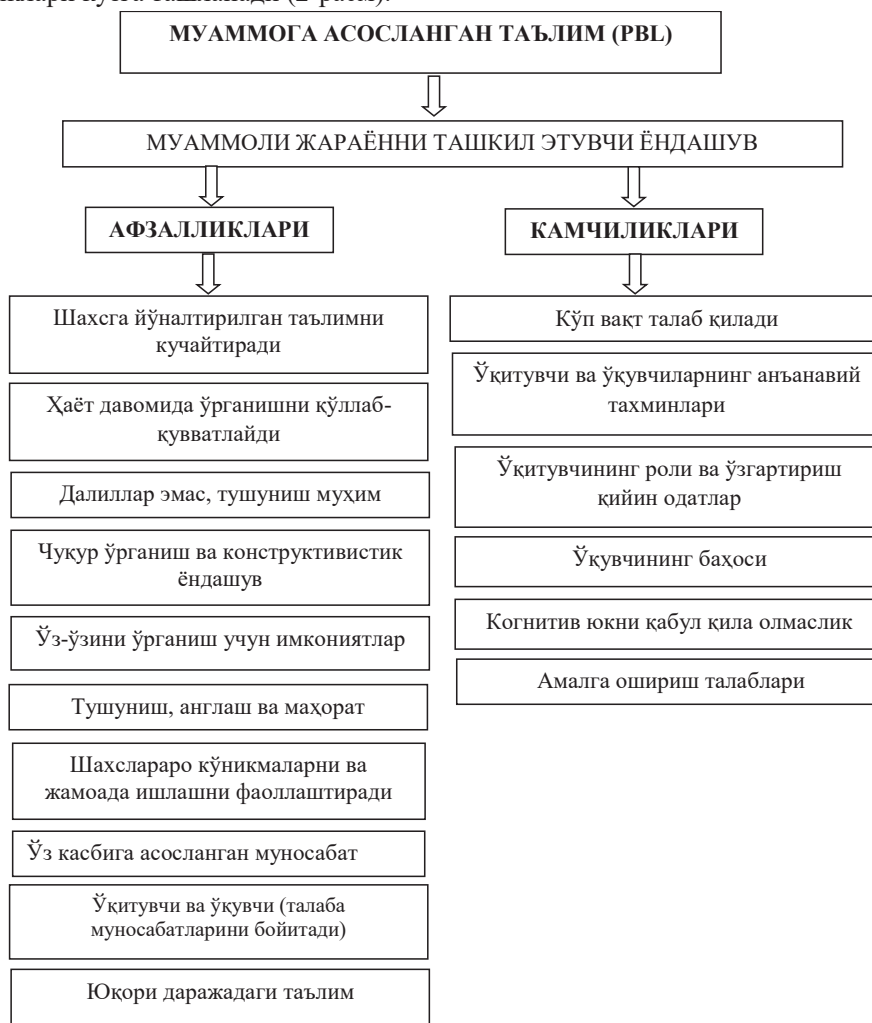 МУАММОГА АСОСЛАНГАН ТАЪЛИМ (PBL)
МУАММОЛИ ЖАРАЁННИ ТАШКИЛ ЭТУВЧИ ЁНДАШУВ
АФЗАЛЛИКЛАРИ
Шахсга йўналтирилган таълимни
кучайтиради
Ҳаёт давомида ўрганишни қўллаб-
қувватлайди
Далиллар эмас, тушуниш муҳим
Чуқур ўрганиш ва конструктивистик
ёндашув
Ўз-ўзини ўрганиш учун имкониятлар
Тушуниш, англаш ва маҳорат
Шахслараро кўникмаларни ва
жамоада ишлашни фаоллаштиради
Ўз касбига асосланган муносабат
Ўқитувчи ва ўқувчи (талаба
муносабатларини бойитади)
Юқори даражадаги таълим
КАМЧИЛИКЛАРИ
Кўп вақт талаб қилади
Ўқитувчи ва ўқувчиларнинг анъанавий
тахминлари
Ўқитувчининг роли ва ўзгартириш
қийин одатлар
Ўқувчининг баҳоси
Когнитив юкни қабул қила олмаслик
Амалга ошириш талаблари